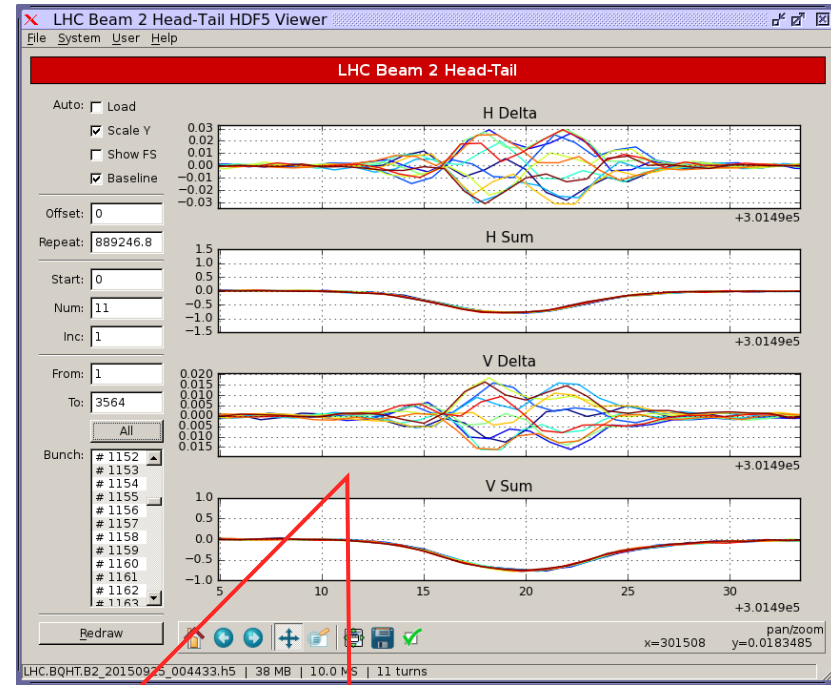 LHC Beam 2 Head-Tail HDF5 Viewer
File System User Help
LHC Beam 2 Head-Tail
Auto: Load
Scale Y
Show FS
Baseline
Offset: 0
Repeat: 889246.8
Start: 0
Num: 11
Inc: 1
From: 1
To: 3564
All
Bunch: # 1152
# 1153
# 1154
# 1155
# 1156
# 1157
# 1158
# 1159
# 1160
# 1161
# 1162
# 1163
Redraw
H Delta
0.03
0.02
0.01
0.00
−0.01
−0.02
−0.03
+3.0149e5
H Sum
1.5
1.0
0.5
0.0
−0.5
−1.0
−1.5
+3.0149e5
V Delta
0.020
0.015
0.010
0.005
0.000
0.005
0.010
0.015
+3.0149e5
V Sum
1.0
0.5
0.0
−0.5
−1.0
5 10 15 20 25 30
+3.0149e5
pan/zoom
x=301508 y=0.0183485
LHC.BQHT.B2_20150925_004433.h5 | 38 MB | 10.0 MS | 11 turns